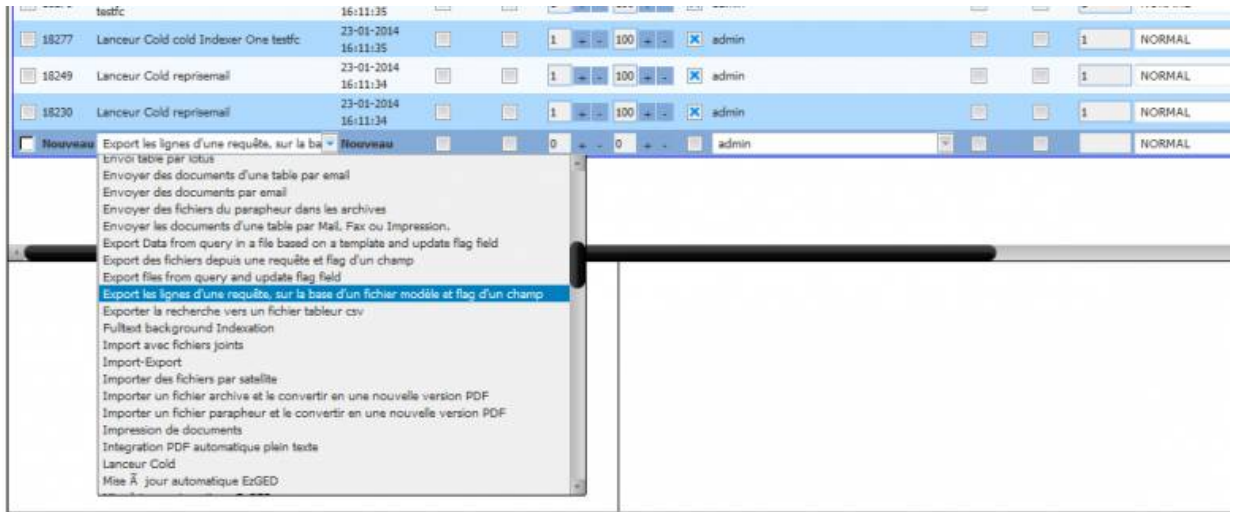 testfc 16:11:35
18277 Lanceur Cold cold Indexer One testfc 23-01-2014 16:11:35 1 + - 100 + - admin 1 NORMAL
18249 Lanceur Cold reprisemail 23-01-2014 16:11:34 1 + - 100 + - admin 1 NORMAL
18230 Lanceur Cold reprisemail 23-01-2014 16:11:34 1 + - 100 + - admin 1 NORMAL
Nouveau Export les lignes d'une requête, sur la ba Nouveau 0 + - 0 + - admin NORMAL
Envoi table par lotus
Envoyer des documents d'une table par email
Envoyer des documents par email
Envoyer des fichiers du parapheur dans les archives
Envoyer les documents d'une table par Mail, Fax ou Impression.
Export Data from query in a file based on a template and update flag field
Export des fichiers depuis une requête et flag d'un champ
Export files from query and update flag field
Export les lignes d'une requête, sur la base d'un fichier modèle et flag d'un champ
Exporter la recherche vers un fichier tableur csv
Fulltext background Indexation
Import avec fichiers joints
Import-Export
Importer des fichiers par satellite
Importer un fichier archive et le convertir en une nouvelle version PDF
Importer un fichier parapheur et le convertir en une nouvelle version PDF
Impression de documents
Integration PDF automatique plein texte
Lanceur Cold
Mise Ã jour automatique EzGED